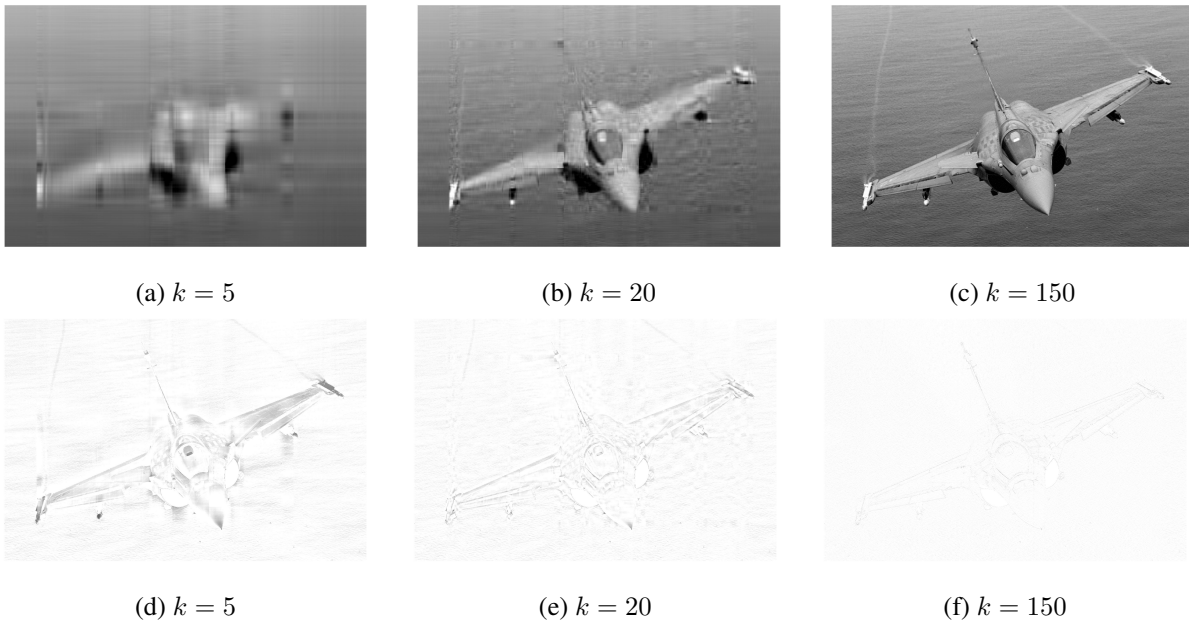 (a) k = 5
(b) k = 20
(c) k = 150
(d) k = 5
(e) k = 20
(f) k = 150